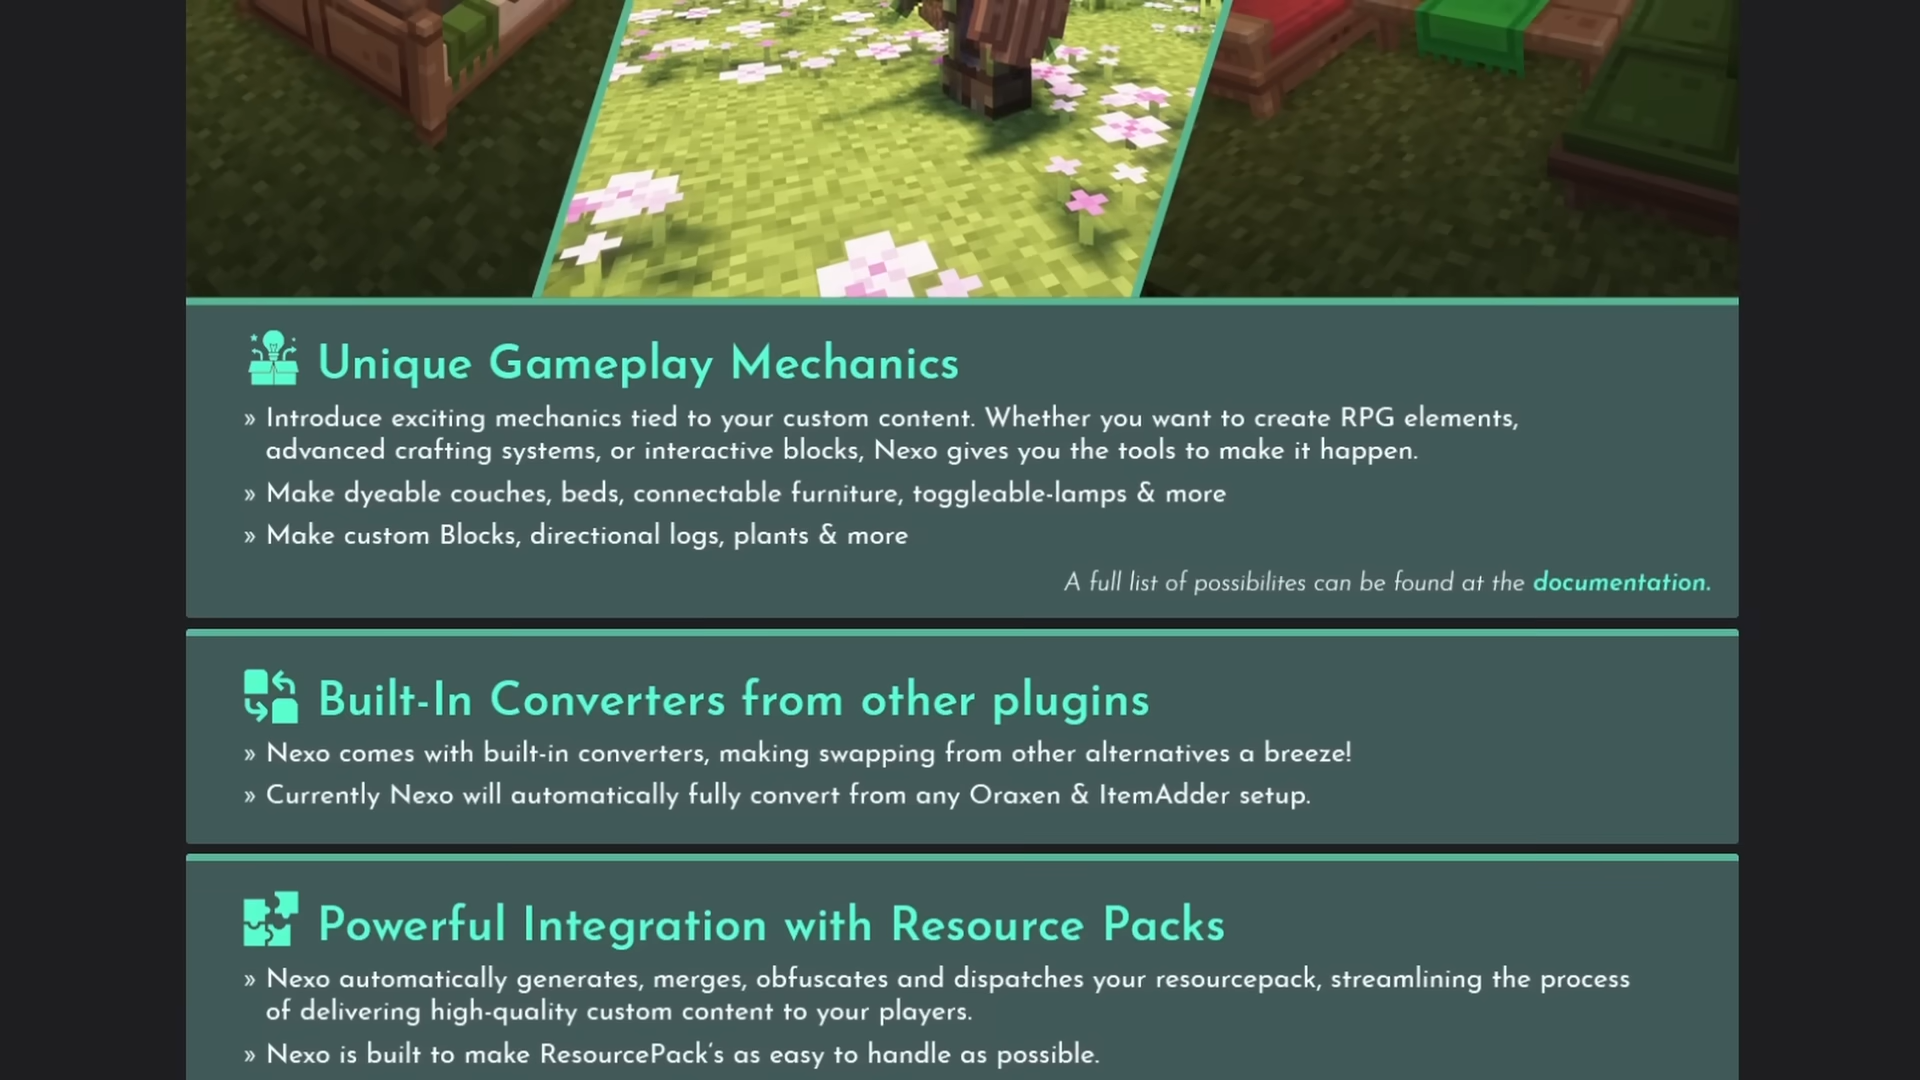 Unique Gameplay Mechanics
» Introduce exciting mechanics tied to your custom content. Whether you want to create RPG elements,
advanced crafting systems, or interactive blocks, Nexo gives you the tools to make it happen.
» Make dyeable couches, beds, connectable furniture, toggleable-lamps & more
» Make custom Blocks, directional logs, plants & more
A full list of possibilites can be found at the documentation.
Built-In Converters from other plugins
» Nexo comes with built-in converters, making swapping from other alternatives a breeze!
» Currently Nexo will automatically fully convert from any Oraxen & ItemAdder setup.
Powerful Integration with Resource Packs
» Nexo automatically generates, merges, obfuscates and dispatches your resourcepack, streamlining the process
of delivering high-quality custom content to your players.
» Nexo is built to make ResourcePack's as easy to handle as possible.